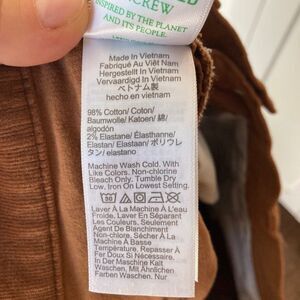 CREW
INSPIRED BY THE PLANET
AND ITS PEOPLE.
Made In Vietnam
Fabriqué Au Viêt Nam
Hergestellt In Vietnam
Vervaardigd In Vietnam
ベトナム製
hecho en vietnam
98% Cotton/ Coton/
Baumwolle/ Katoen/ 綿/
algodón
2% Elastane/ Élasthanne/
Elastan/ Elastaan/ ポリウレ
タン/ elastano
Machine Wash Cold. With
Like Colors. Non-chlorine
Bleach Only. Tumble Dry
Low, Iron On Lowest Setting.
30
Layer À La Machine À L'eau
Froide, Laver En Séparant
Les Couleurs, Seulement
Agent De Blanchiment
Non-chlore, Sécher À La
Machine À Basse
Température. Repasser À
Fer Doux Si Nécessaire.
In Der Maschine Kalt
Waschen, Mit Ähnlichen
Farben Waschen. Nur